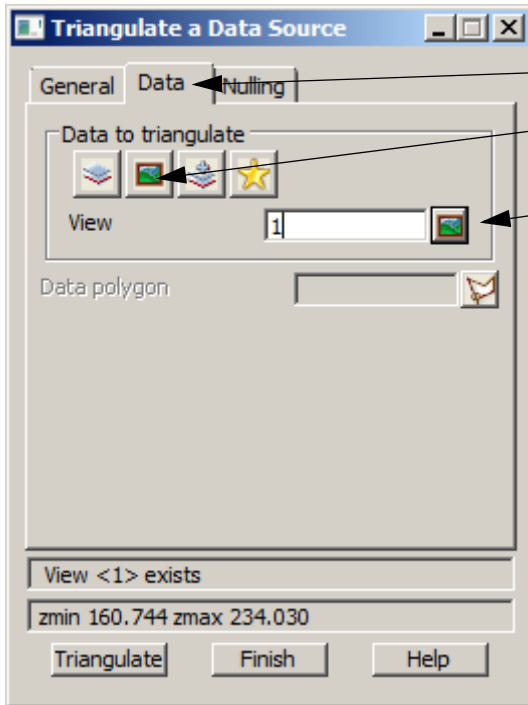 Triangulate a Data Source
General Data Nulling
Data to triangulate
View 1
Data polygon
View <1> exists
zmin 160.744 zmax 234.030
Triangulate Finish Help